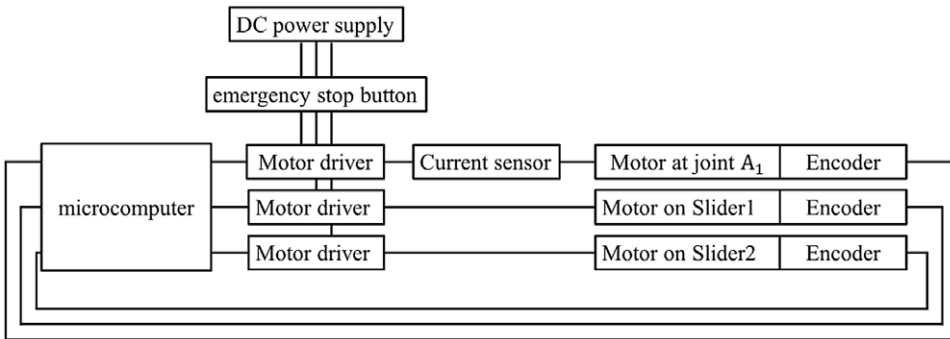 DC power supply
emergency stop button
Motor driver
Current sensor
Motor at joint A₁
Encoder
microcomputer
Motor driver
Motor on Slider1
Encoder
Motor driver
Motor on Slider2
Encoder